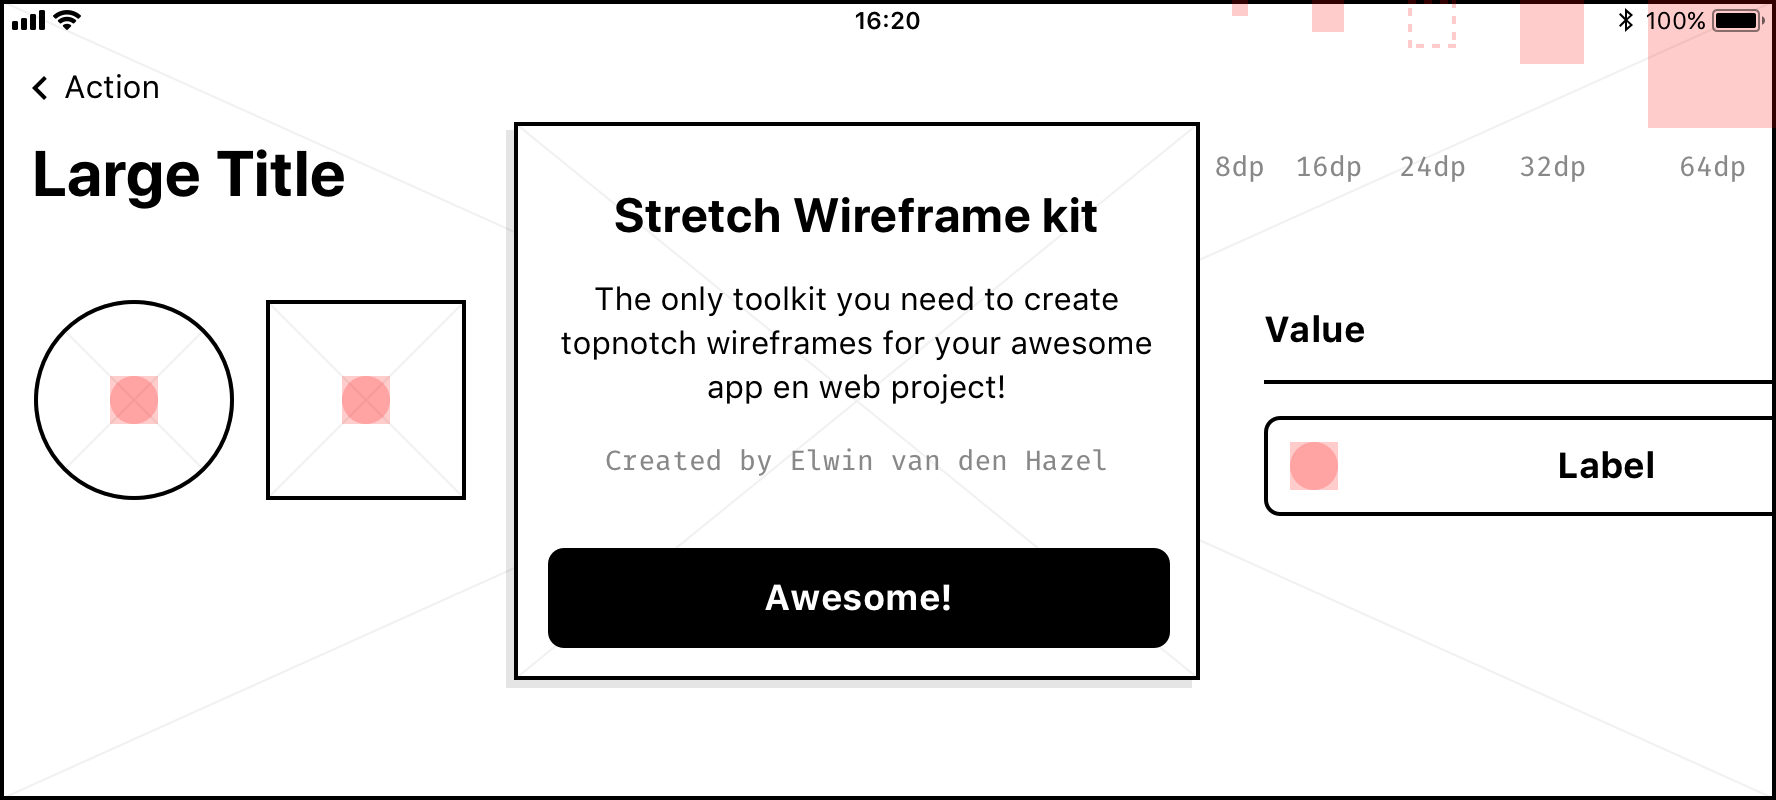 16:20
100%
Action
Large Title
8dp 16dp 24dp 32dp 64dp
Stretch Wireframe kit
The only toolkit you need to create
topnotch wireframes for your awesome
app en web project!
Created by Elwin van den Hazel
Awesome!
Value
Label